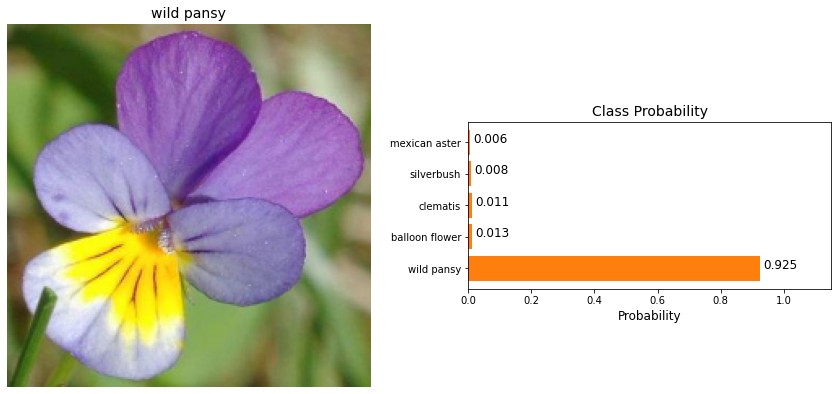 wild pansy
Class Probability
mexican aster 0.006
silverbush 0.008
clematis 0.011
balloon flower 0.013
wild pansy 0.925
0.0 0.2 0.4 0.6 0.8 1.0
Probability